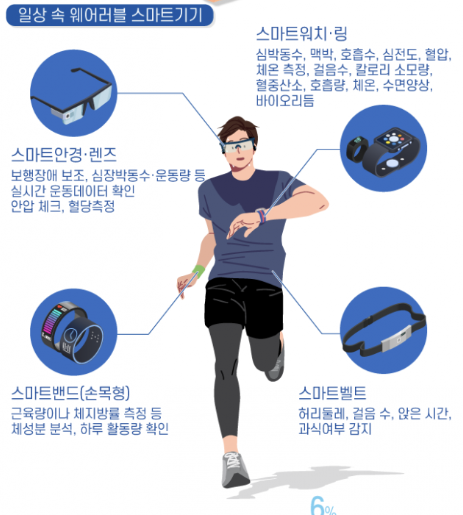 일상 속 웨어러블 스마트기기
스마트워치·링
심박동수, 맥박, 호흡수, 심전도, 혈압,
체온 측정, 걸음수, 칼로리 소모량,
혈중산소, 호흡량, 체온, 수면양상,
바이오리듬
스마트안경·렌즈
보행장애 보조, 심장박동수·운동량 등
실시간 운동데이터 확인
안압 체크, 혈당측정
스마트밴드(손목형)
근육량이나 체지방률 측정 등
체성분 분석, 하루 활동량 확인
스마트벨트
허리둘레, 걸음 수, 앉은 시간,
과식여부 감지
6%